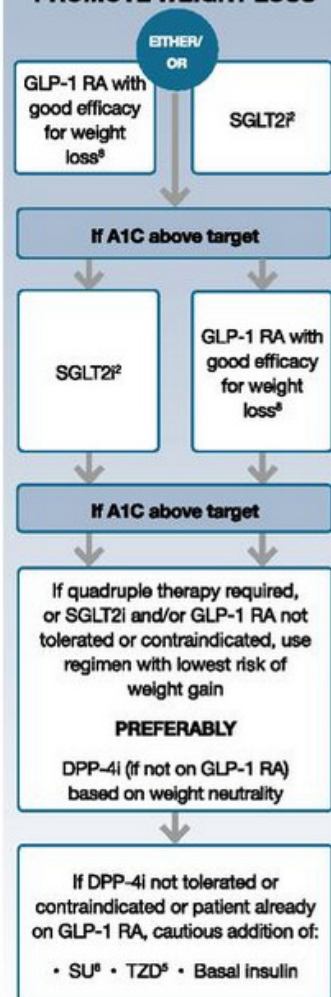 PROMOTE WEIGHT LOSS
EITHER/
OR
GLP-1 RA with
good efficacy
for weight
loss⁸
SGLT2i²
If A1C above target
SGLT2i²
GLP-1 RA with
good efficacy
for weight
loss⁸
If A1C above target
If quadruple therapy required,
or SGLT2i and/or GLP-1 RA not
tolerated or contraindicated, use
regimen with lowest risk of
weight gain
PREFERABLY
DPP-4i (if not on GLP-1 RA)
based on weight neutrality
If DPP-4i not tolerated or
contraindicated or patient already
on GLP-1 RA, cautious addition of:
• SU⁶ • TZD⁵ • Basal insulin